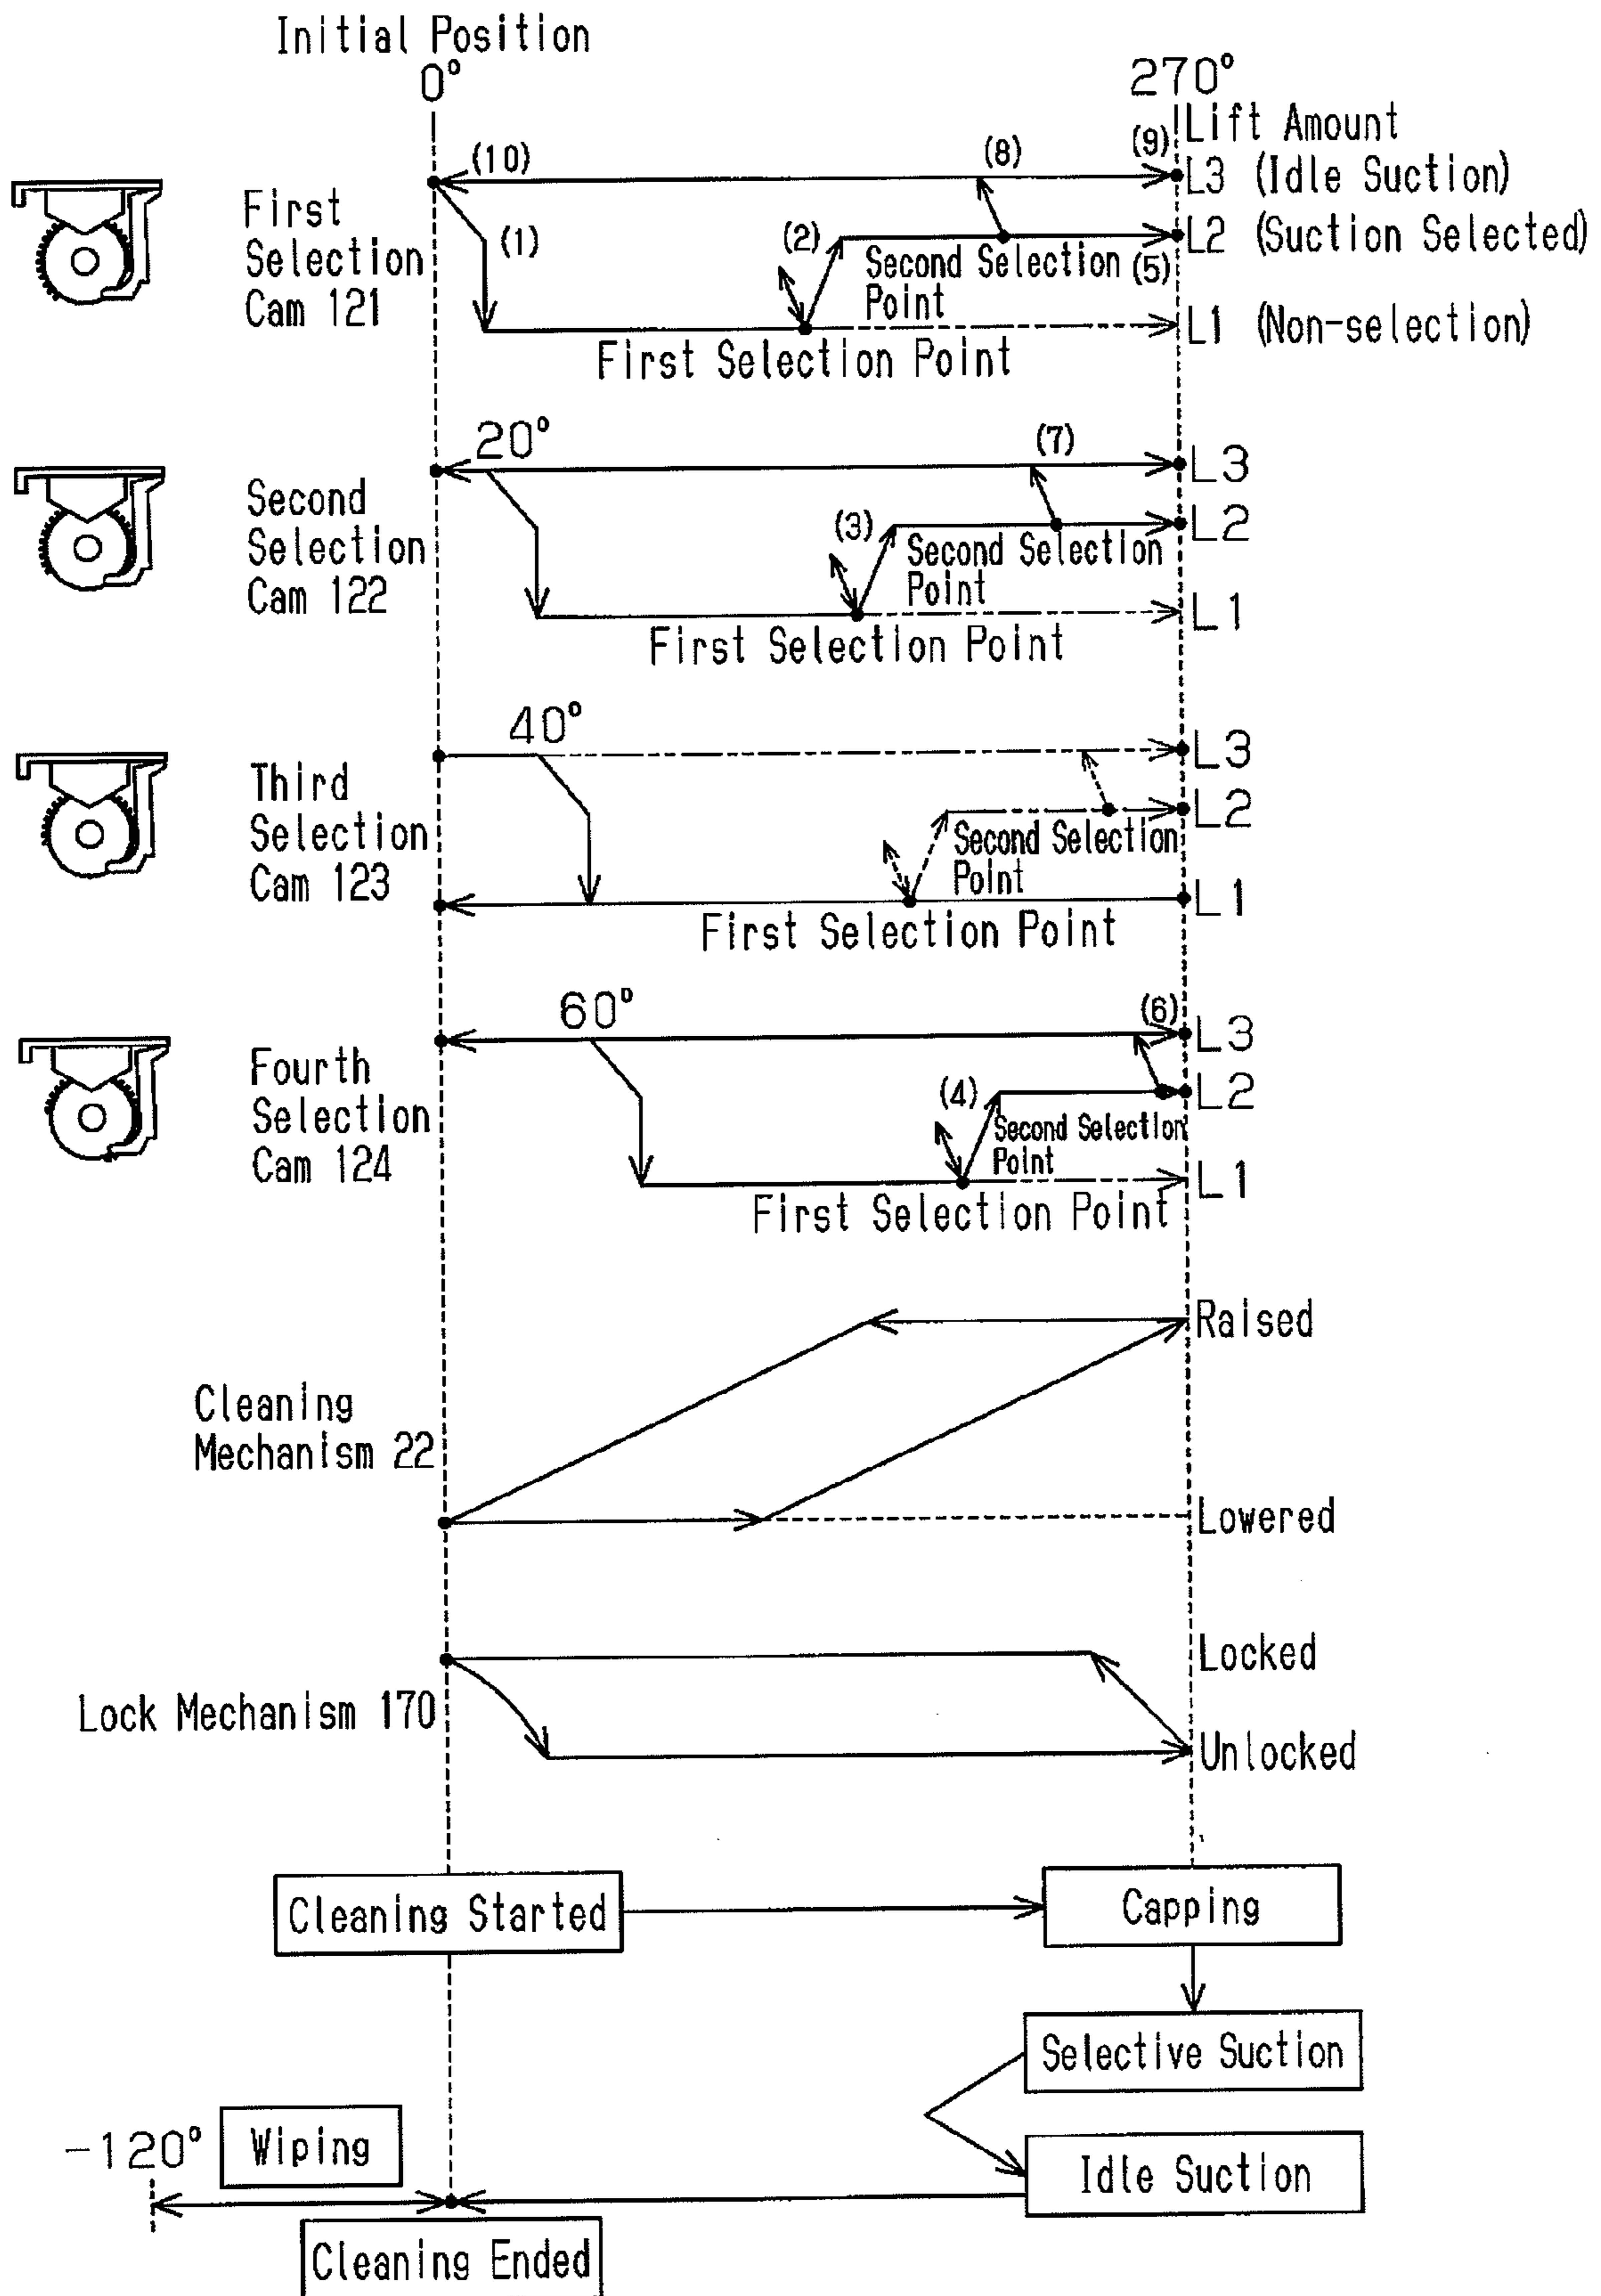 Initial Position
0°
270°
Lift Amount
(10)
(8)
(9)
L3 (Idle Suction)
First
Selection
Cam 121
(1)
(2)
L2 (Suction Selected)
Second Selection
Point
(5)
L1 (Non-selection)
First Selection Point
20°
(7)
L3
Second
Selection
Cam 122
(3)
L2
Second Selection
Point
L1
First Selection Point
40°
L3
Third
Selection
Cam 123
L2
Second Selection
Point
L1
First Selection Point
60°
(6)
L3
Fourth
Selection
Cam 124
(4)
L2
Second Selection
Point
L1
First Selection Point
Raised
Cleaning
Mechanism 22
Lowered
Locked
Lock Mechanism 170
Unlocked
Cleaning Started
Capping
Selective Suction
-120°
Wiping
Idle Suction
Cleaning Ended